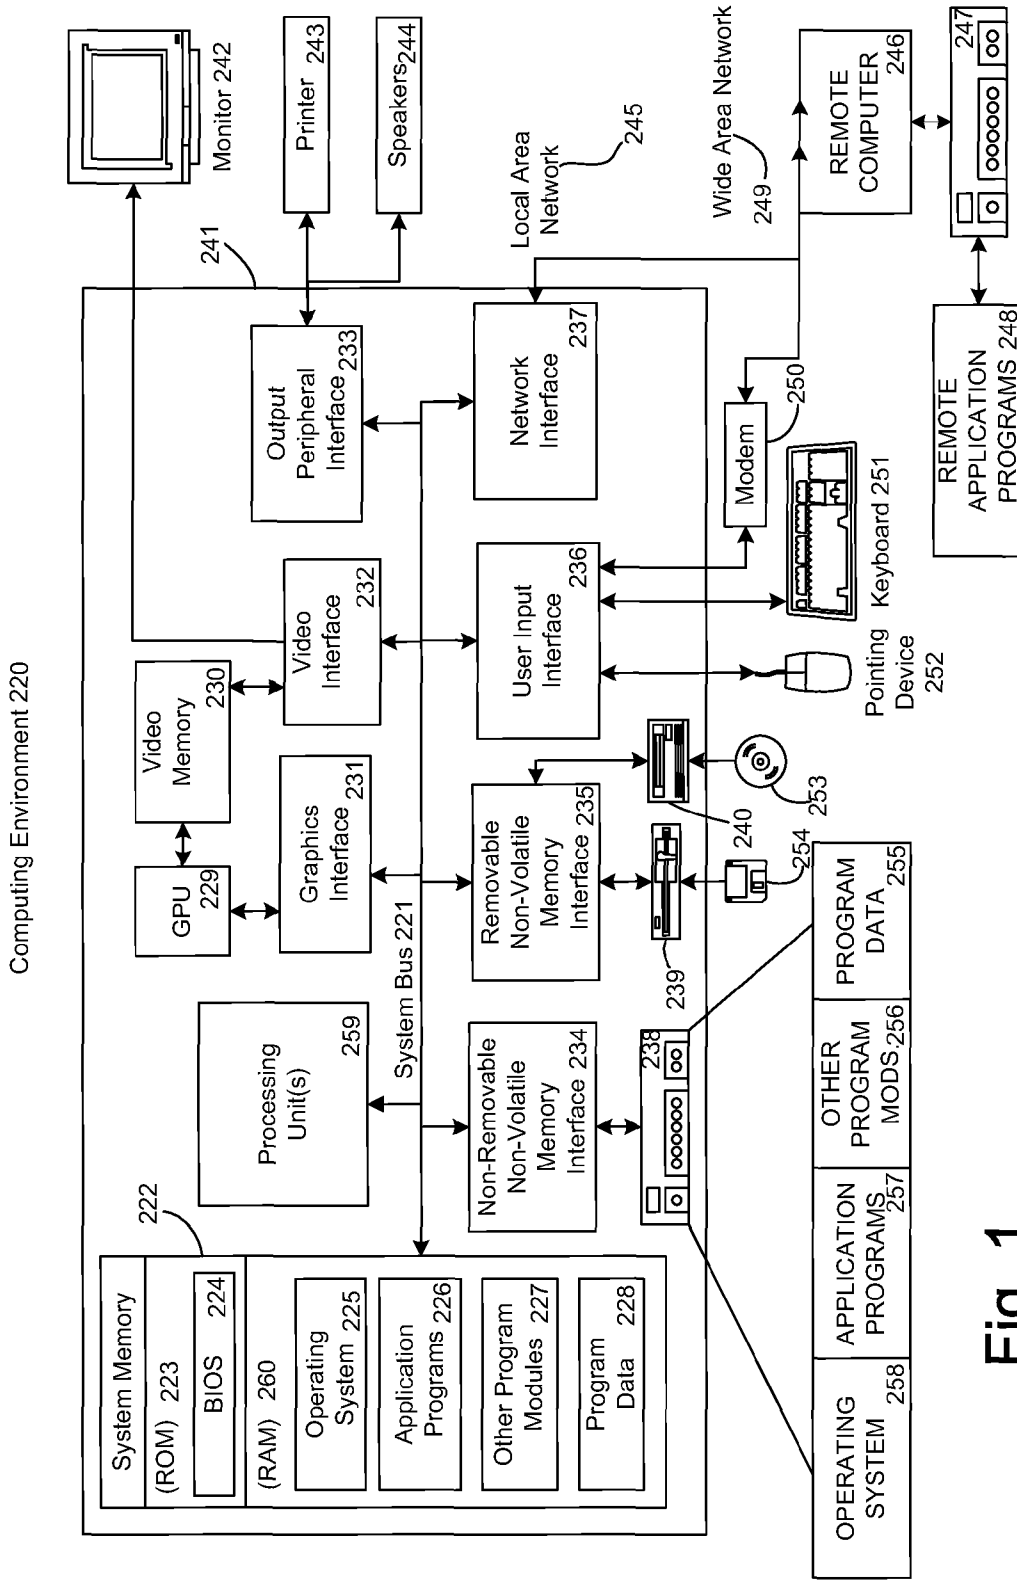 Computing Environment 220
System Memory
222
(ROM) 223
BIOS 224
(RAM) 260
Operating
System 225
Application
Programs 226
Other Program
Modules 227
Program
Data 228
Processing
Unit(s)
259
System Bus 221
GPU
229
Video
Memory
230
Graphics
Interface 231
Video
Interface
232
Output
Peripheral
Interface 233
241
Monitor 242
Printer
243
Speakers 244
Non-Removable
Non-Volatile
Memory
Interface 234
Removable
Non-Volatile
Memory
Interface 235
User Input
Interface
236
Network
Interface
237
Local Area
Network
245
Wide Area Network
249
238
239
240
254
253
Pointing
Device
252
Keyboard 251
Modem
250
REMOTE
COMPUTER
246
247
REMOTE
APPLICATION
PROGRAMS 248
OPERATING
SYSTEM
258
APPLICATION
PROGRAMS
257
OTHER
PROGRAM
MODS. 256
PROGRAM
DATA
255
Fig. 1